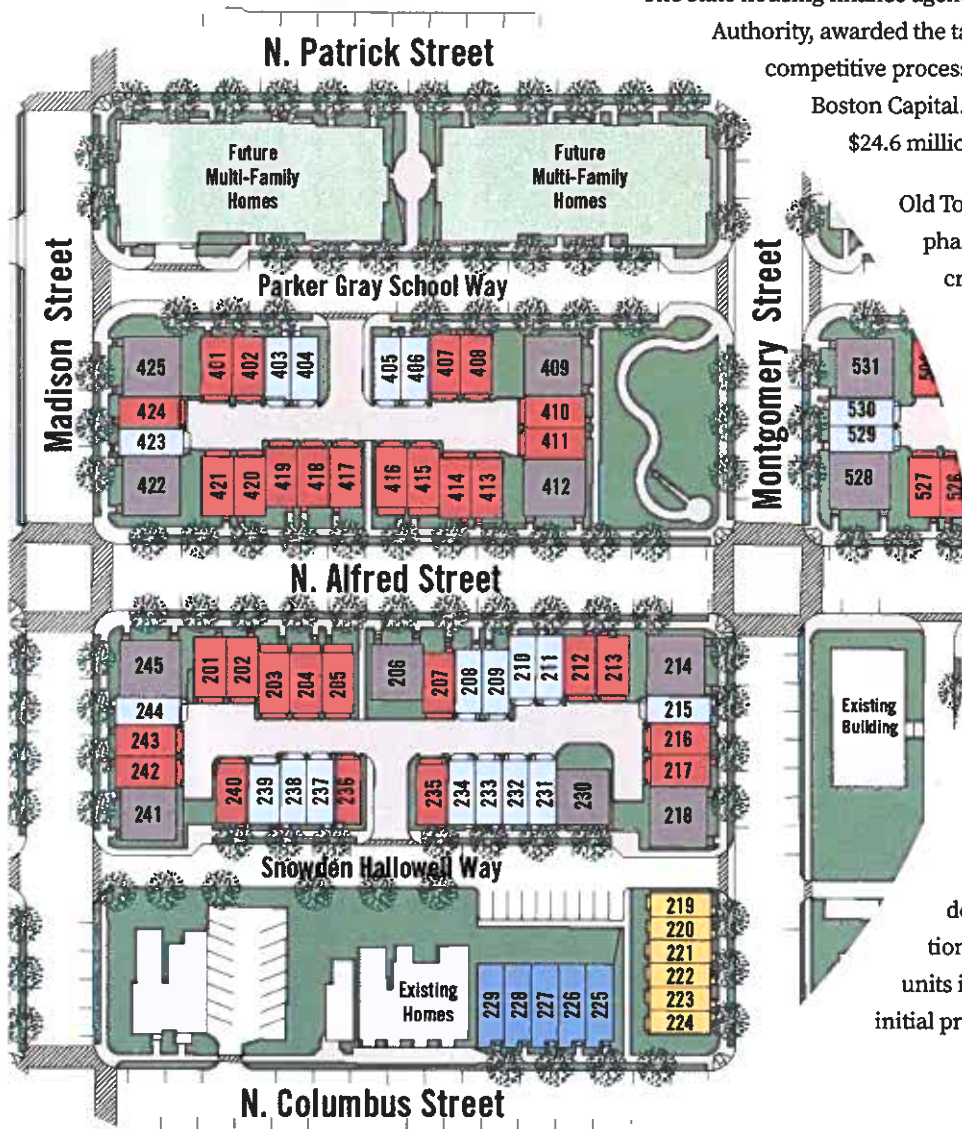 The state housing finance agen
Authority, awarded the ta
competitive process
Boston Capital.
$24.6 millio
Old To
pha
cr
N. Patrick Street
Future
Multi-Family
Homes
Future
Multi-Family
Homes
Madison Street
Parker Gray School Way
Montgomery Street
425
401
402
403
404
405
406
407
408
409
424
423
410
411
422
421
420
419
418
417
416
415
414
413
412
531
530
529
528
527
526
N. Alfred Street
245
201
202
203
204
205
206
207
208
209
210
211
212
213
214
244
243
242
241
215
216
217
218
240
239
238
237
236
235
234
233
232
231
230
Existing
Building
Snowden Hallowell Way
219
220
221
222
223
224
Existing
Homes
229
228
227
226
225
N. Columbus Street
de
tion
units i
initial pr